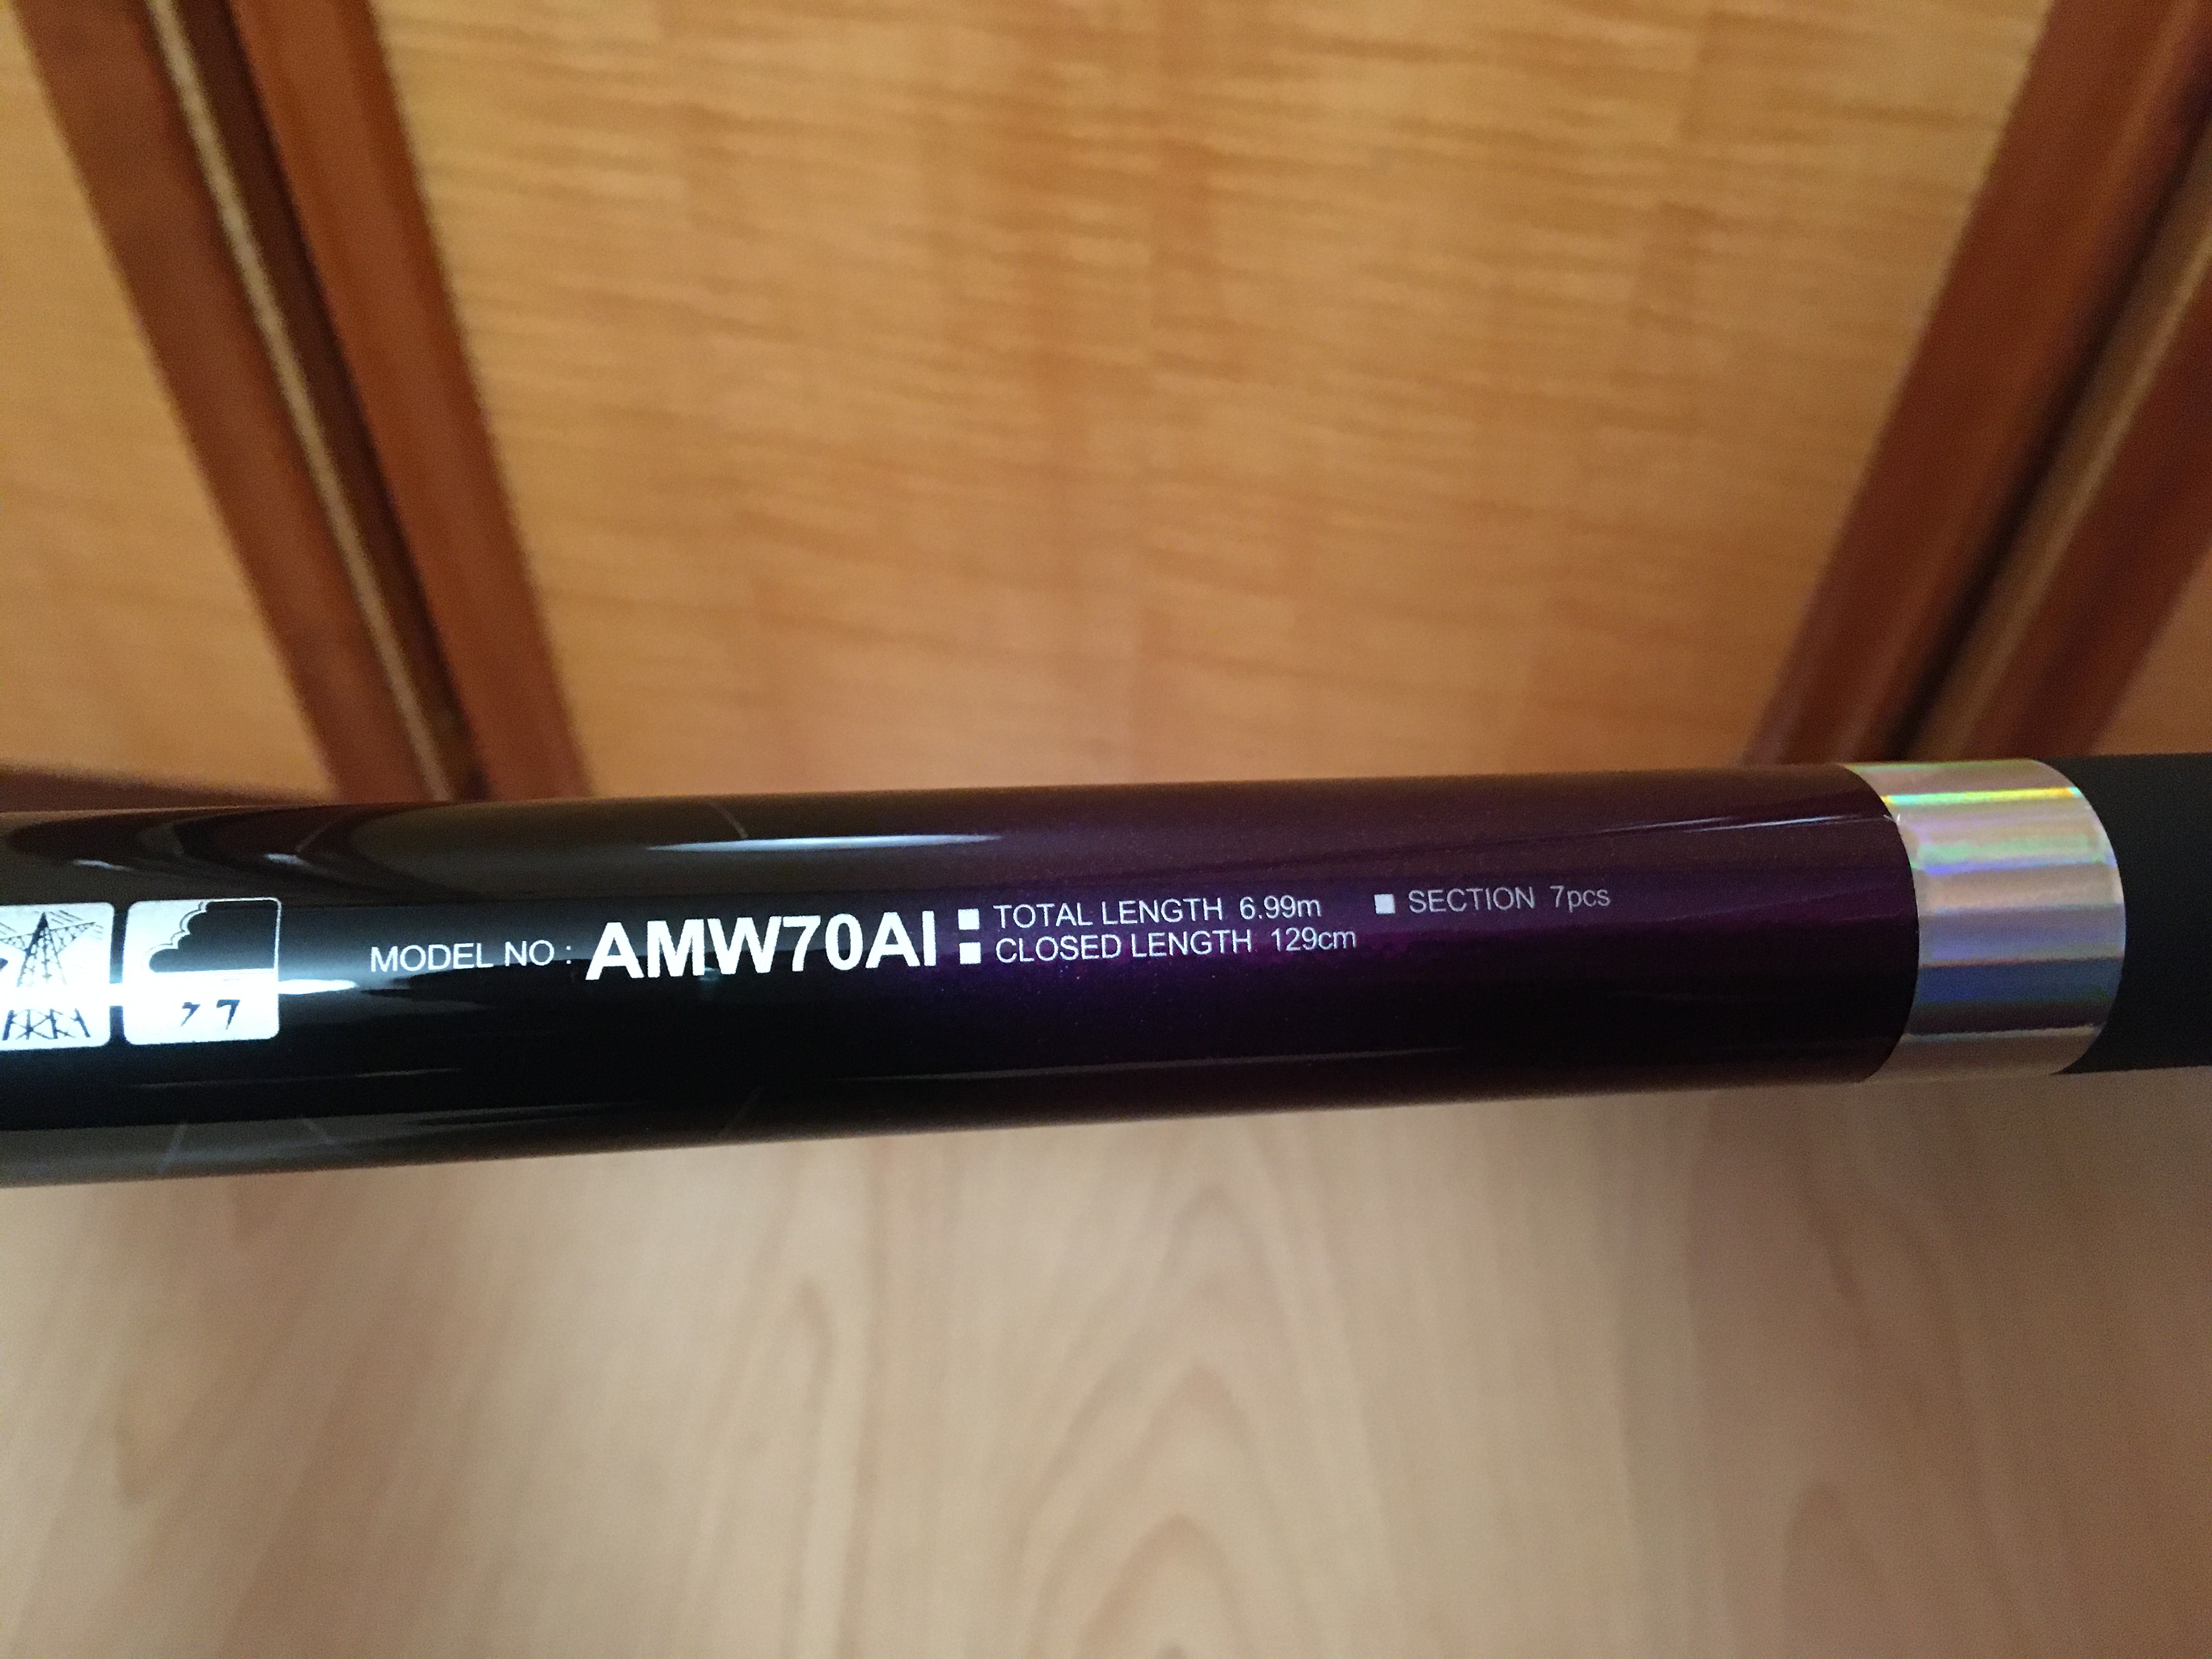 MODEL NO : AMW70AI
■ TOTAL LENGTH 6.99m ■ SECTION 7pcs
■ CLOSED LENGTH 129cm